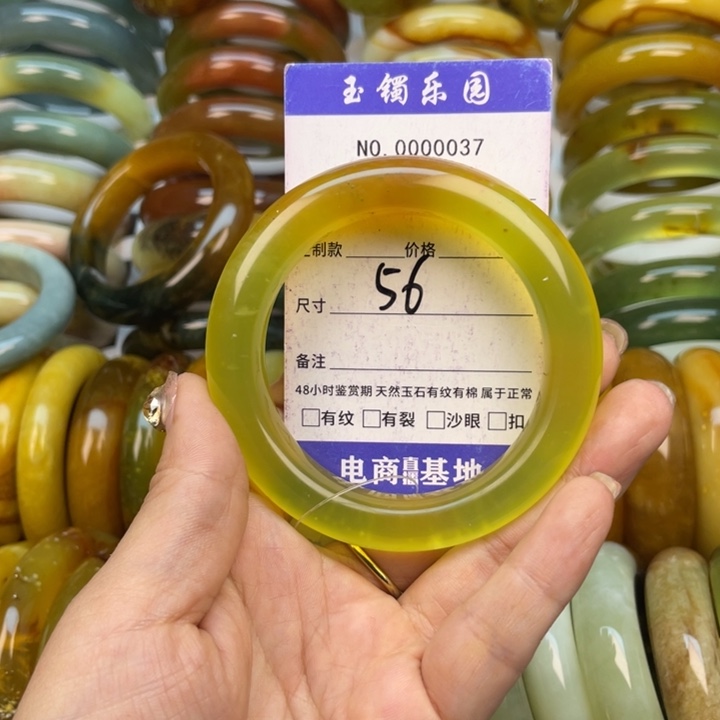 玉镯乐园
NO.0000037
制款 价格
尺寸 56
备注
48小时鉴赏期 天然玉石有纹有棉 属于正常
□有纹 □有裂 □沙眼 □扣
电商直播基地